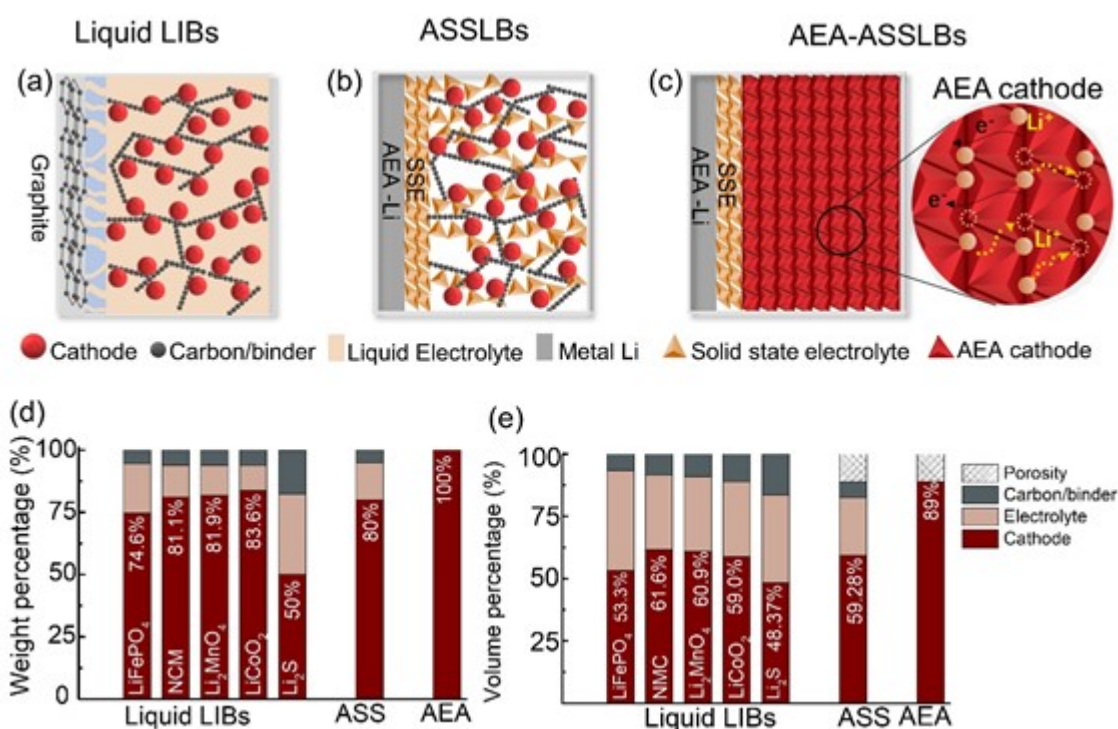 Liquid LIBs
ASSLBs
AEA-ASSLBs
(a)
Graphite
(b)
AEA -Li
SSE
(c)
AEA -Li
SSE
AEA cathode
e-
Li+
e-
Li+
Cathode
Carbon/binder
Liquid Electrolyte
Metal Li
Solid state electrolyte
AEA cathode
(d)
Weight percentage (%)
100
75
50
25
0
LiFePO4 74.6%
NCM 81.1%
Li2MnO4 81.9%
LiCoO2 83.6%
Li2S 50%
80%
100%
Liquid LIBs
ASS
AEA
(e)
Volume percentage (%)
100
75
50
25
LiFePO4 53.3%
NMC 61.6%
Li2MnO4 60.9%
LiCoO2 59.0%
Li2S 48.37%
59.28%
89%
Liquid LIBs
ASS
AEA
Porosity
Carbon/binder
Electrolyte
Cathode